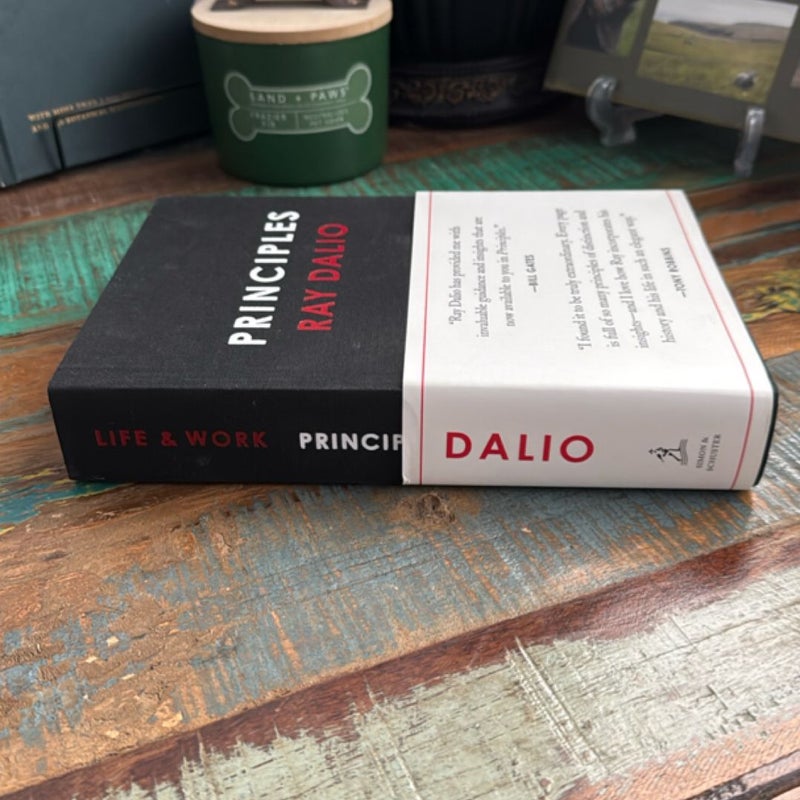 SAND + PAWS
PRINCIPLES
RAY DALIO
"Ray Dalio has provided me with
invaluable guidance and insights that are
now available to you in Principles."
—BILL GATES
"I found it to be truly extraordinary. Every page
is full of so many principles of distinction and
insights—and I love how Ray incorporates his
history and his life in such an elegant way."
—TONY ROBBINS
LIFE & WORK PRINCIP
DALIO
SIMON &
SCHUSTER